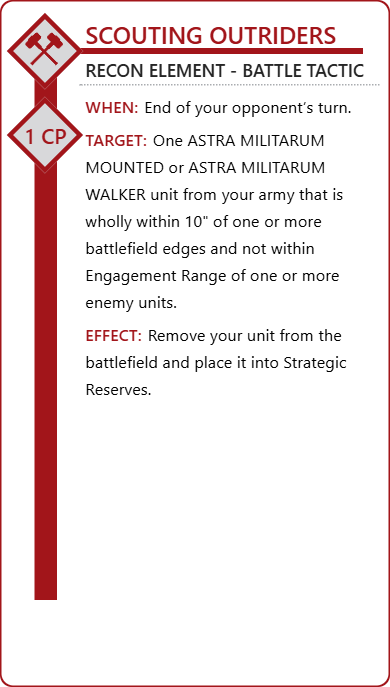 SCOUTING OUTRIDERS
RECON ELEMENT - BATTLE TACTIC
WHEN: End of your opponent's turn.
1 CP
TARGET: One ASTRA MILITARUM
MOUNTED or ASTRA MILITARUM
WALKER unit from your army that is
wholly within 10" of one or more
battlefield edges and not within
Engagement Range of one or more
enemy units.
EFFECT: Remove your unit from the
battlefield and place it into Strategic
Reserves.